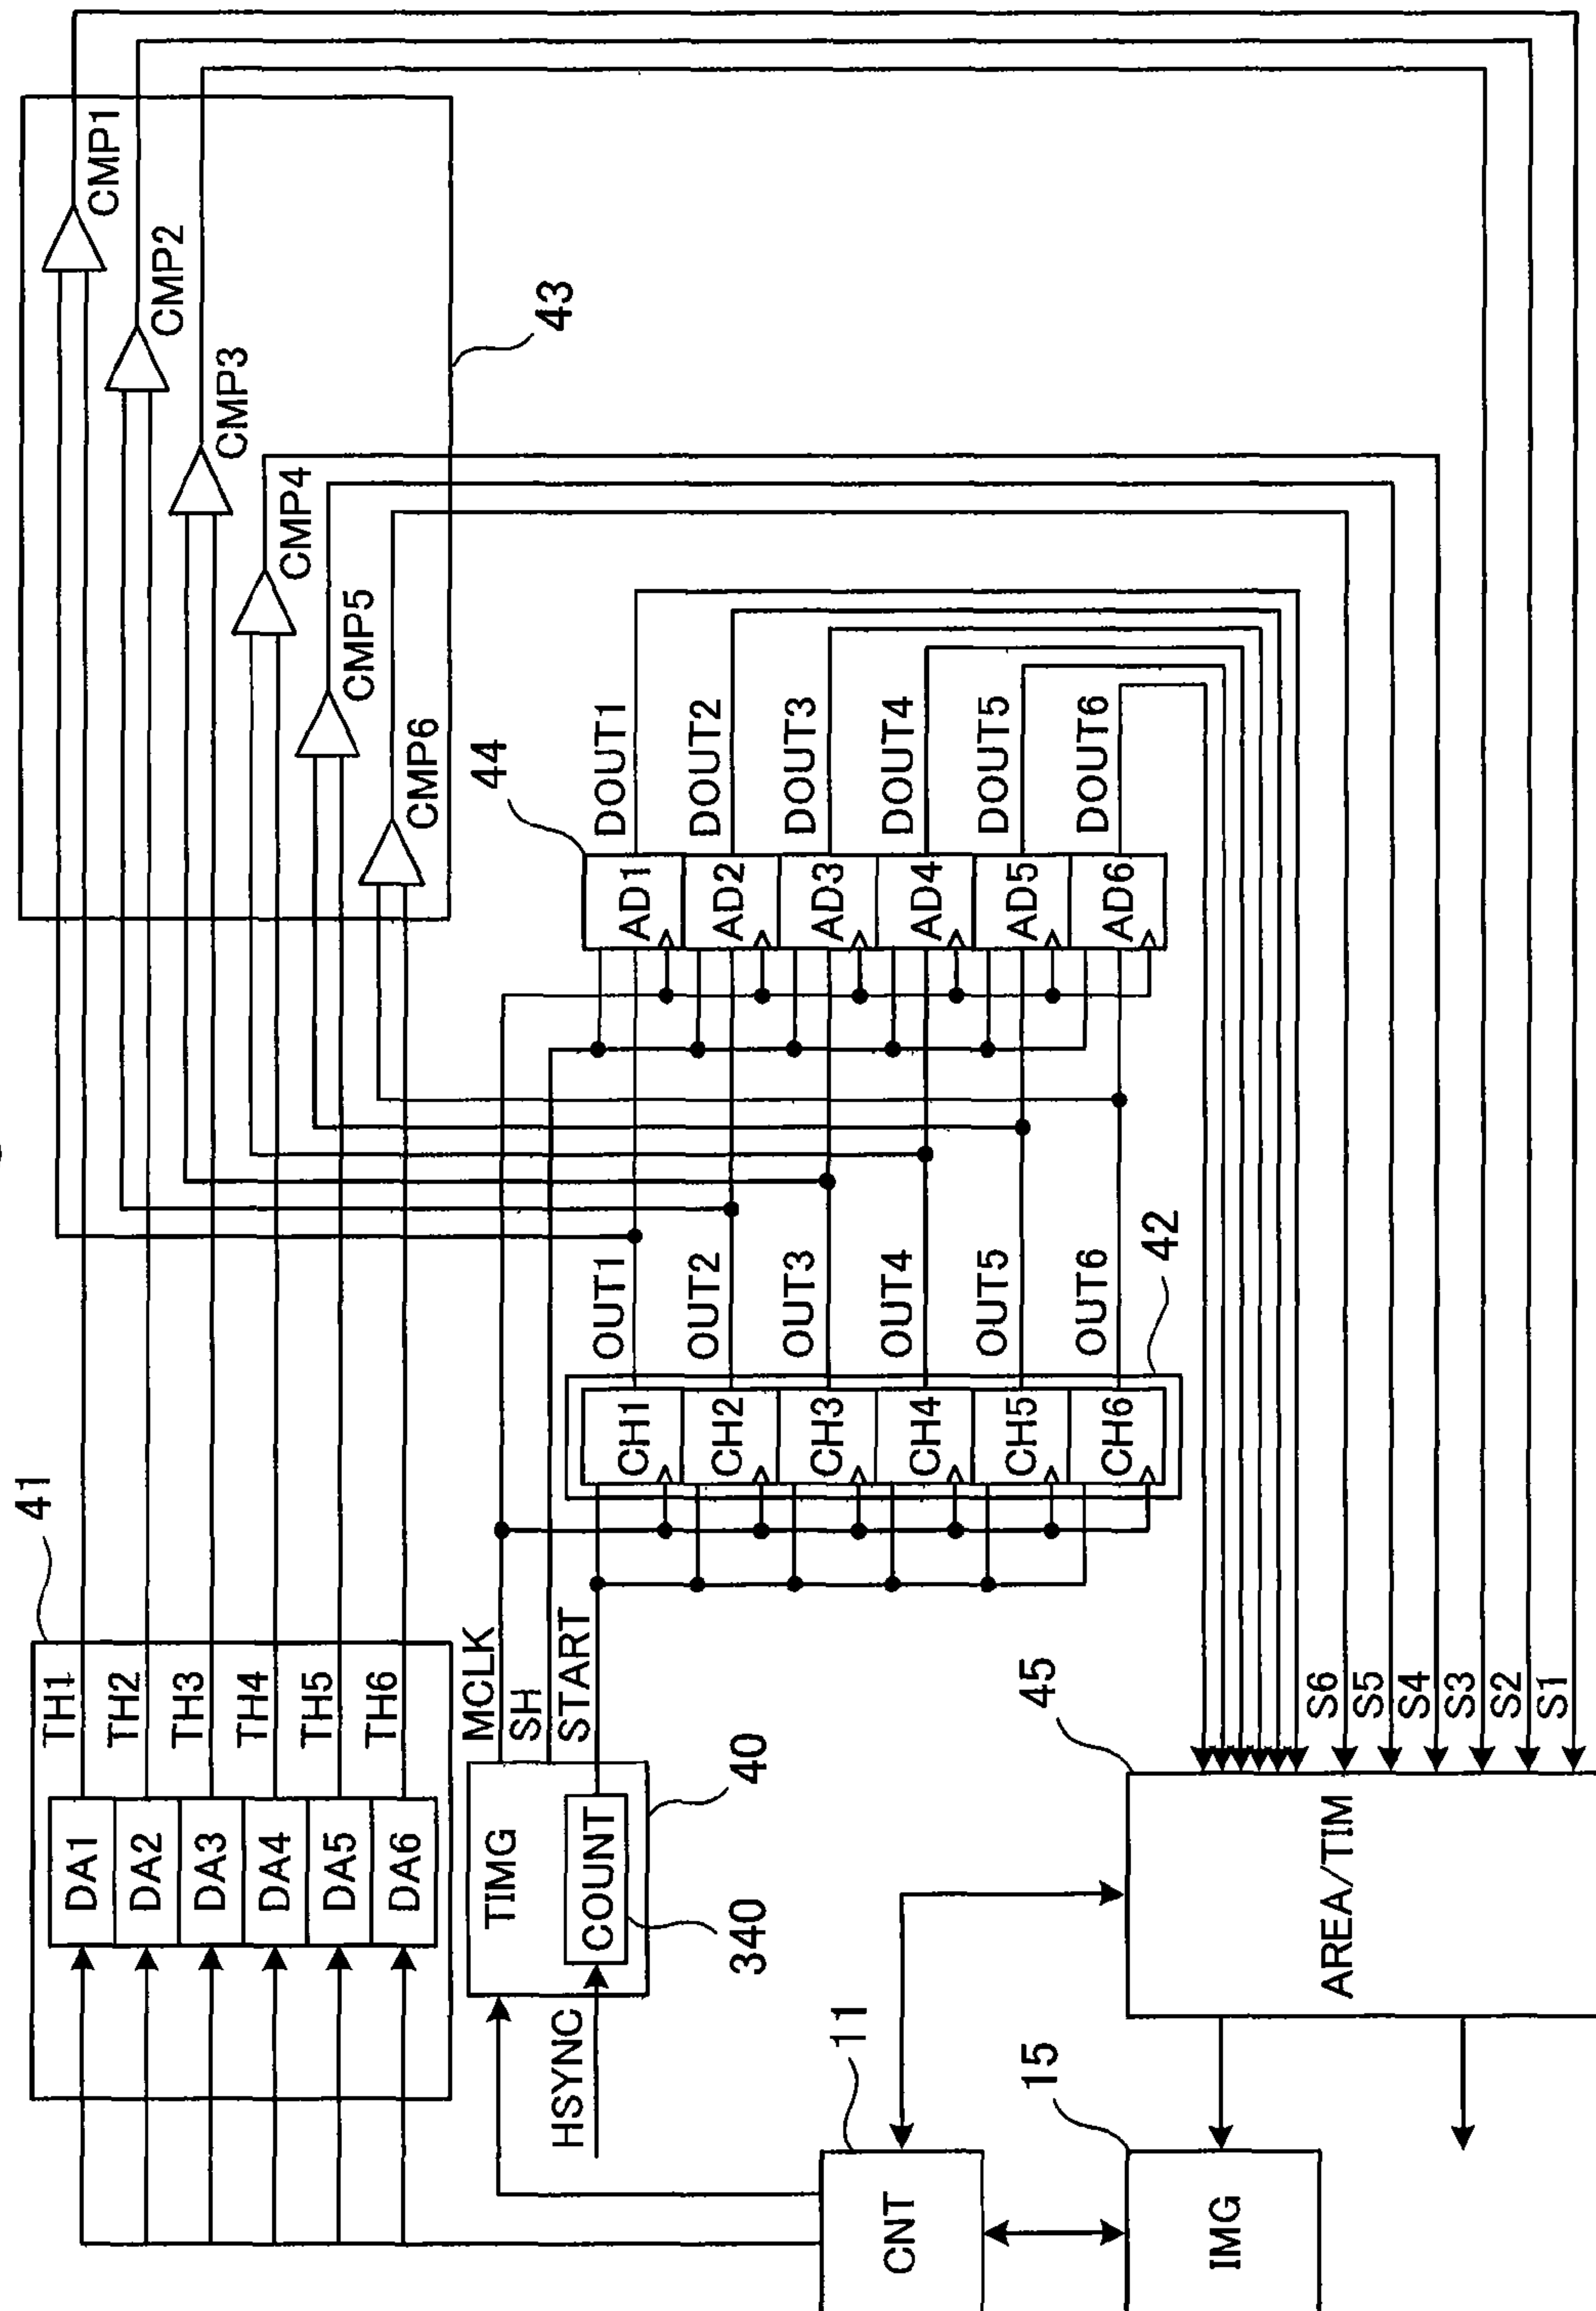 41
DA1
TH1
DA2
TH2
DA3
TH3
DA4
TH4
DA5
TH5
DA6
TH6
CMP1
CMP2
CMP3
CMP4
CMP5
CMP6
43
TIMG
COUNT
HSYNC
340
40
MCLK
SH
START
CH1
CH2
CH3
CH4
CH5
CH6
42
OUT1
OUT2
OUT3
OUT4
OUT5
OUT6
44
AD1
AD2
AD3
AD4
AD5
AD6
DOUT1
DOUT2
DOUT3
DOUT4
DOUT5
DOUT6
11
CNT
15
IMG
45
AREA/TIM
S6
S5
S4
S3
S2
S1